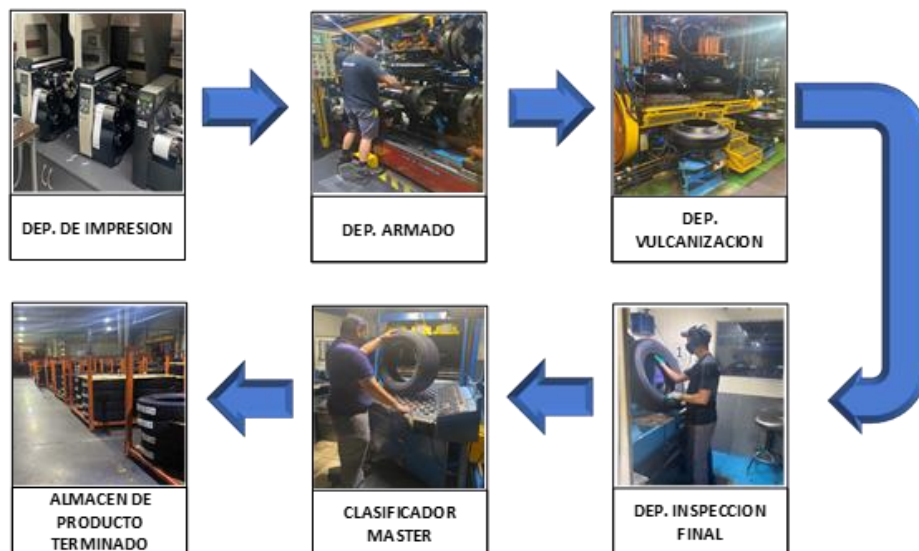 DEP. DE IMPRESION
DEP. ARMADO
DEP.
VULCANIZACION
DEP. INSPECCION
FINAL
CLASIFICADOR
MASTER
ALMACEN DE
PRODUCTO
TERMINADO